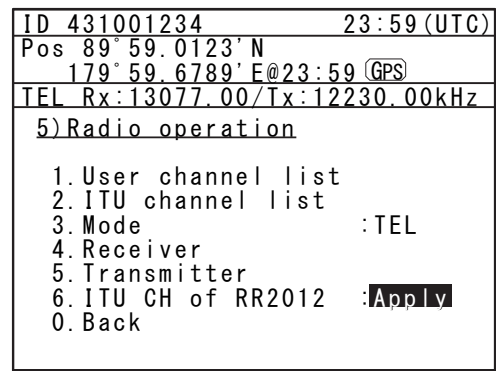 ID 431001234 23:59(UTC)
Pos 89°59.0123'N
179°59.6789'E@23:59 GPS
TEL Rx:13077.00/Tx:12230.00kHz
5)Radio operation
1.User channel list
2.ITU channel list
3.Mode :TEL
4.Receiver
5.Transmitter
6.ITU CH of RR2012 :Apply
0.Back